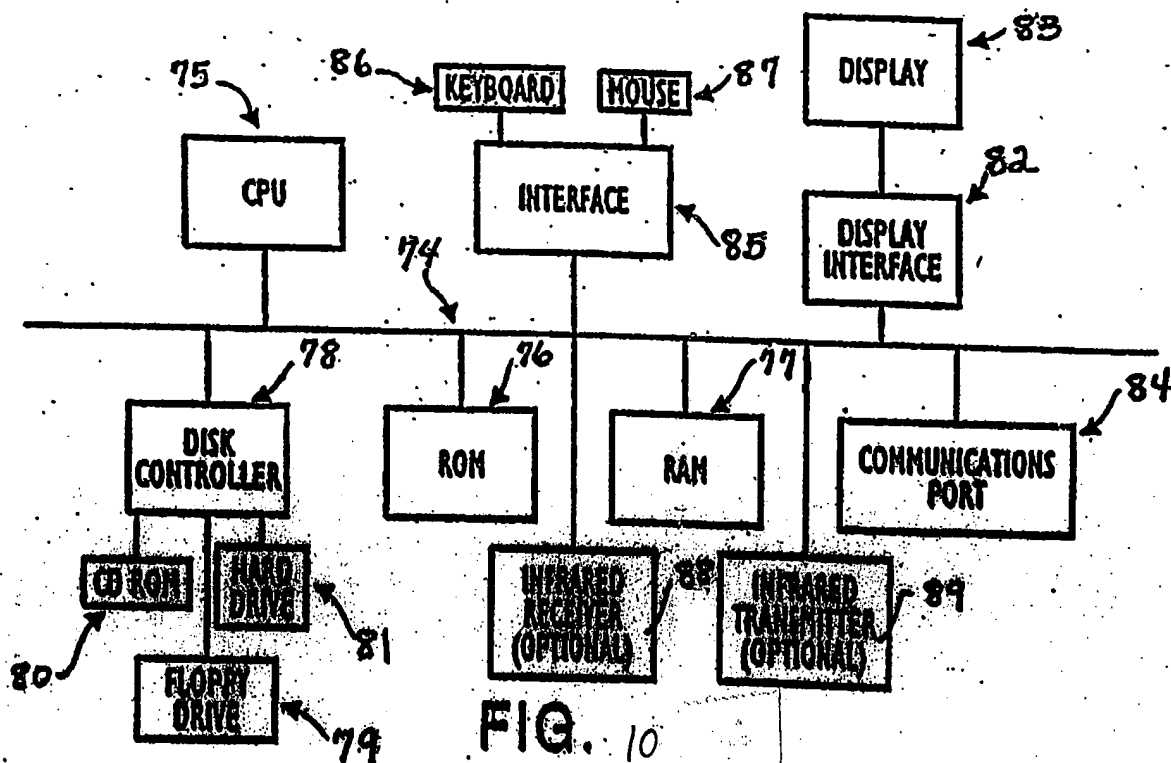 83
86
KEYBOARD
MOUSE
87
DISPLAY
75
CPU
INTERFACE
82
85
DISPLAY
INTERFACE
74
78
76
77
84
DISK
CONTROLLER
ROM
RAM
COMMUNICATIONS
PORT
CD ROM
HARD
DRIVE
INFRARED
RECEIVER
(OPTIONAL)
88
INFRARED
TRANSMITTER
(OPTIONAL)
89
80
81
FLOPPY
DRIVE
79
FIG. 10